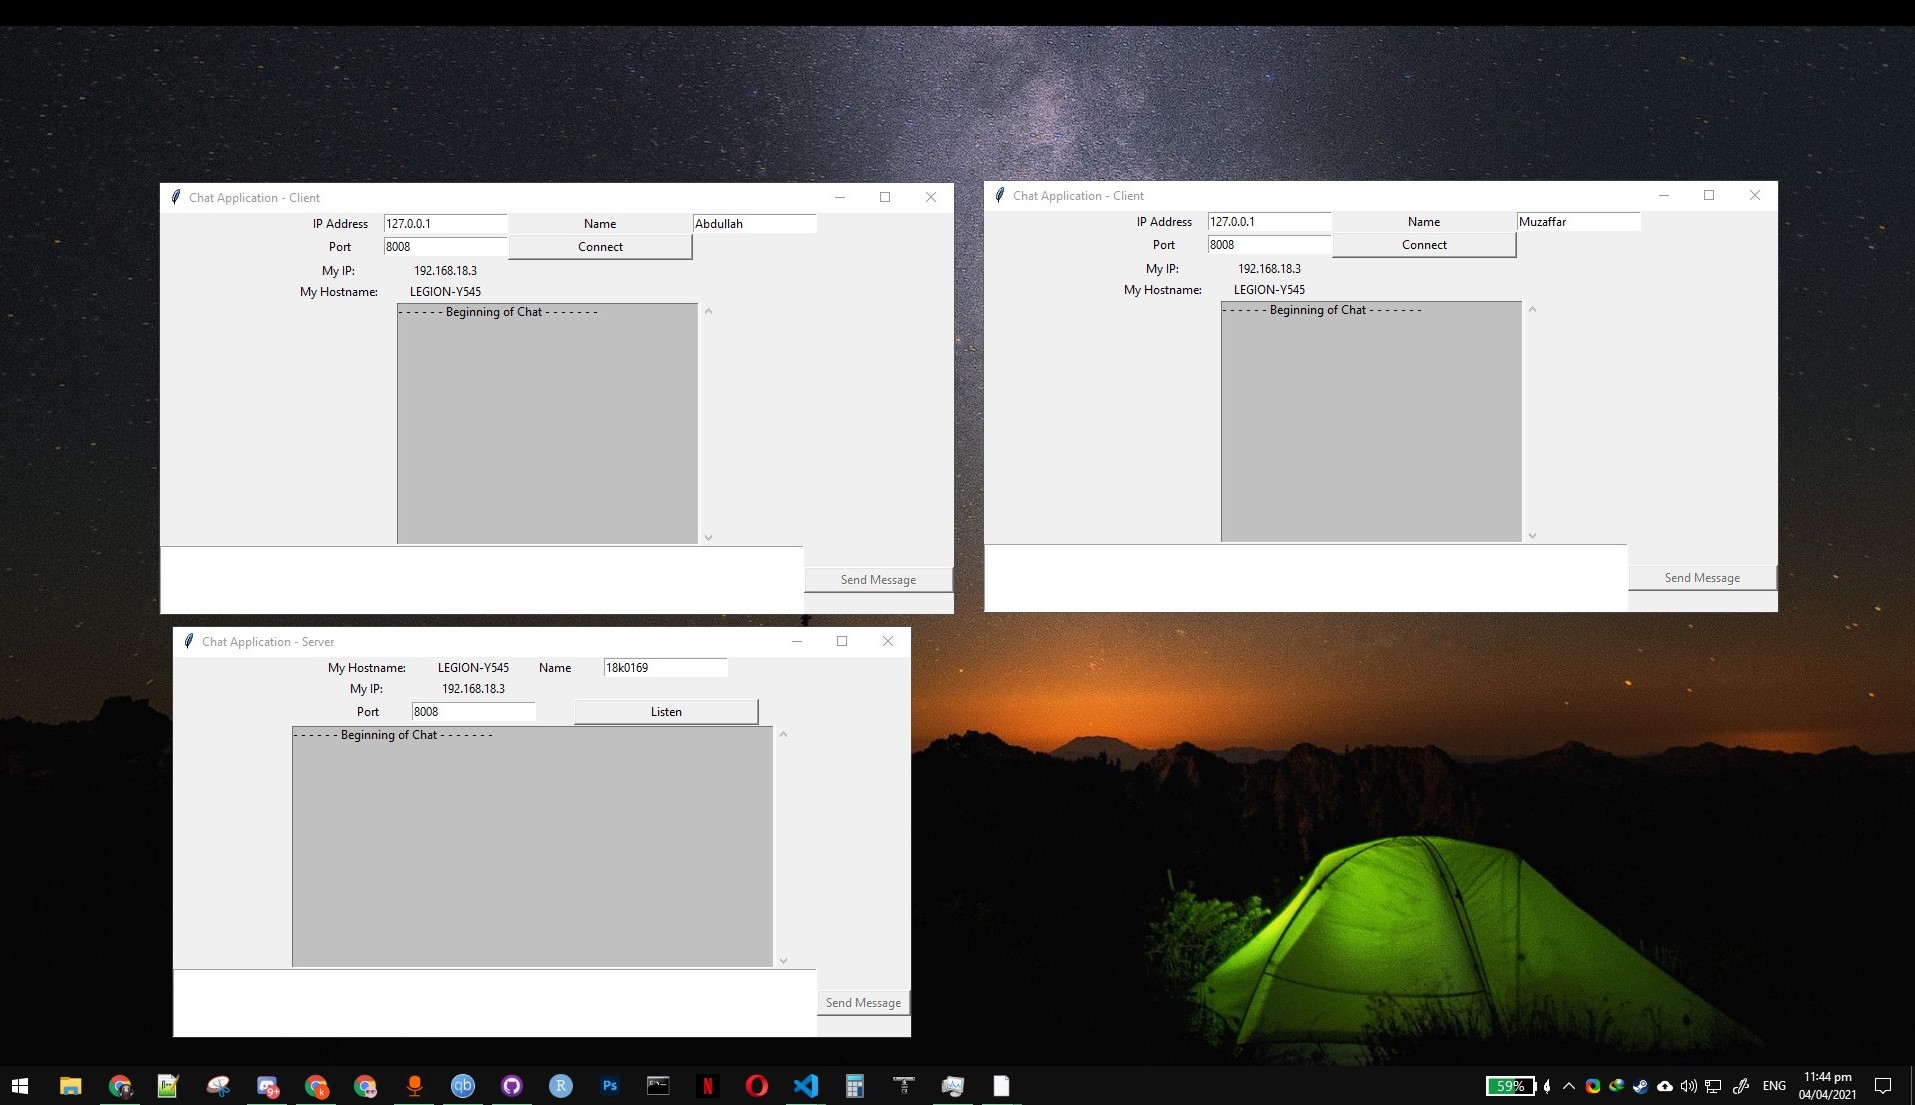 Chat Application - Client
IP Address 127.0.0.1 Name Abdullah
Port 8008 Connect
My IP: 192.168.18.3
My Hostname: LEGION-Y545
- - - - - - Beginning of Chat - - - - - - -
Send Message
Chat Application - Client
IP Address 127.0.0.1 Name Muzaffar
Port 8008 Connect
My IP: 192.168.18.3
My Hostname: LEGION-Y545
- - - - - - Beginning of Chat - - - - - - -
Send Message
Chat Application - Server
My Hostname: LEGION-Y545 Name 18k0169
My IP: 192.168.18.3
Port 8008 Listen
- - - - - - Beginning of Chat - - - - - - -
Send Message
9+ k qb R Ps N
59% ENG 11:44 pm
04/04/2021